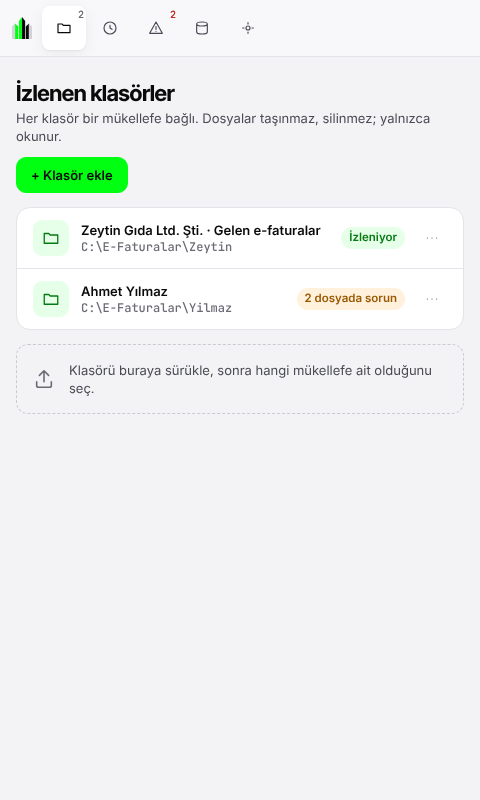 2
2
İzlenen klasörler
Her klasör bir mükellefe bağlı. Dosyalar taşınmaz, silinmez; yalnızca
okunur.
+ Klasör ekle
Zeytin Gıda Ltd. Şti. · Gelen e-faturalar
C:\E-Faturalar\Zeytin
İzleniyor
...
Ahmet Yılmaz
C:\E-Faturalar\Yilmaz
2 dosyada sorun
...
Klasörü buraya sürükle, sonra hangi mükellefe ait olduğunu
seç.